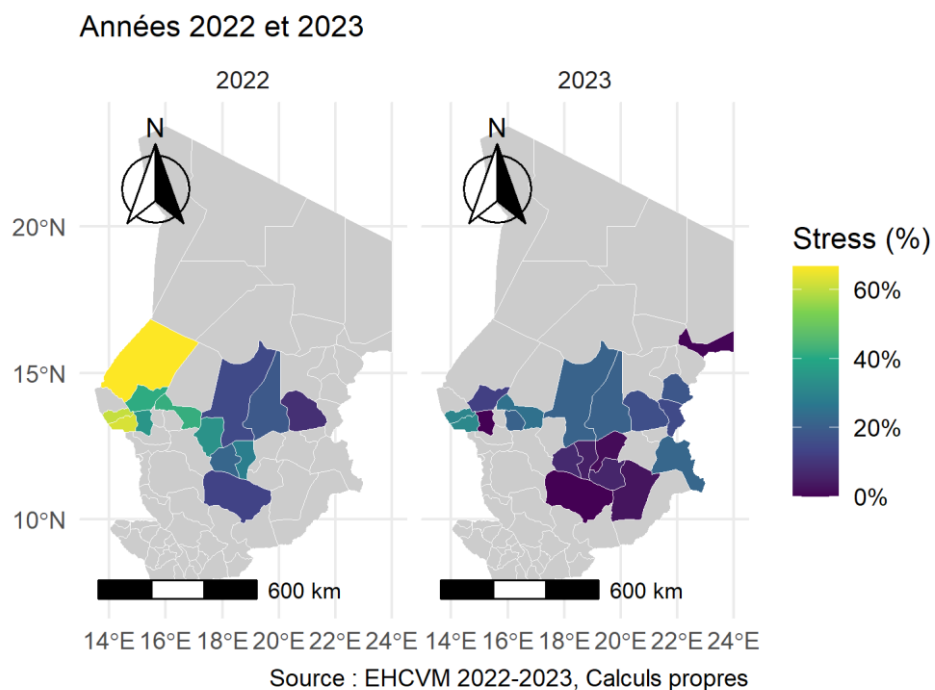 Années 2022 et 2023
2022
2023
N
N
20°N
15°N
10°N
600 km
600 km
14°E 16°E 18°E 20°E 22°E 24°E
14°E 16°E 18°E 20°E 22°E 24°E
Stress (%)
60%
40%
20%
0%
Source : EHCVM 2022-2023, Calculs propres